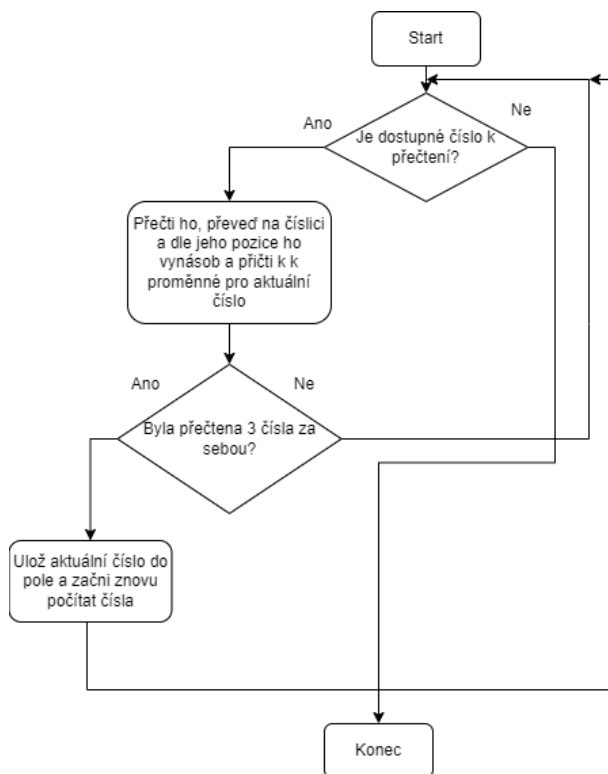 Start
Ano
Ne
Je dostupné číslo k
přečtení?
Přečti ho, převeď na číslici
a dle jeho pozice ho
vynásob a přičti k k
proměnné pro aktuální
číslo
Ano
Ne
Byla přečtena 3 čísla za
sebou?
Ulož aktuální číslo do
pole a začni znovu
počítat čísla
Konec